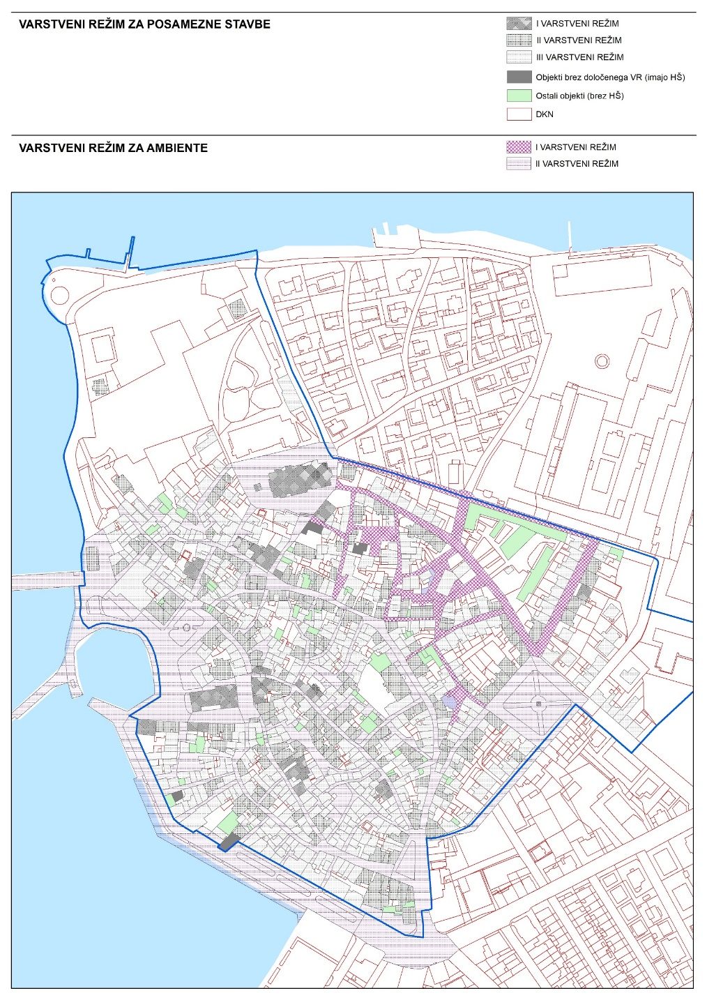 VARSTVENI REŽIM ZA POSAMEZNE STAVBE
I VARSTVENI REŽIM
II VARSTVENI REŽIM
III VARSTVENI REŽIM
Objekti brez določenega VR (imajo HŠ)
Ostali objekti (brez HŠ)
DKN
VARSTVENI REŽIM ZA AMBIENTE
I VARSTVENI REŽIM
II VARSTVENI REŽIM